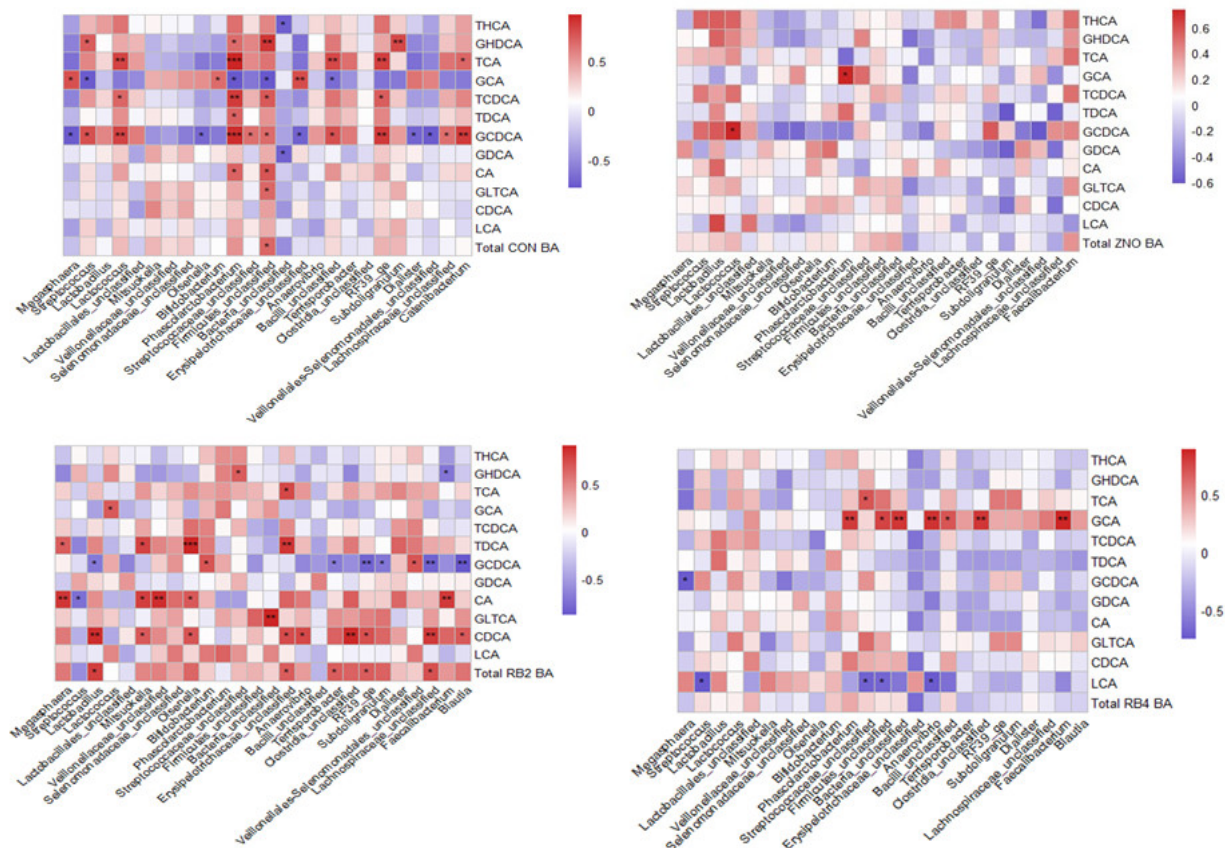 THCA
GHDCA
TCA
GCA
TCDCA
TDCA
GCDCA
GDCA
CA
GLTCA
CDCA
LCA
Total CON BA
0.5
0
-0.5
Megasphaera
Streptococcus
Lactobacillus
Lactococcus
Lactobacillales_unclassified
Mitsuokella
Veillonellaceae_unclassified
Selenomonadaceae_unclassified
Olsenella
Bifidobacterium
Phascolarctobacterium
Streptococcaceae_unclassified
Firmicutes_unclassified
Bacteria_unclassified
Erysipelotrichaceae_unclassified
Anaerovibrio
Bacilli_unclassified
Terrisporobacter
Clostridia_unclassified
RF39_ge
Subdoligranulum
Dialister
Veillonellales-Selenomonadales_unclassified
Lachnospiraceae_unclassified
Catenibacterium
THCA
GHDCA
TCA
GCA
TCDCA
TDCA
GCDCA
GDCA
CA
GLTCA
CDCA
LCA
Total ZNO BA
0.6
0.4
0.2
0
-0.2
-0.4
-0.6
Megasphaera
Streptococcus
Lactobacillus
Lactococcus
Lactobacillales_unclassified
Mitsuokella
Veillonellaceae_unclassified
Selenomonadaceae_unclassified
Olsenella
Bifidobacterium
Phascolarctobacterium
Streptococcaceae_unclassified
Firmicutes_unclassified
Bacteria_unclassified
Erysipelotrichaceae_unclassified
Anaerovibrio
Bacilli_unclassified
Terrisporobacter
Clostridia_unclassified
RF39_ge
Subdoligranulum
Dialister
Veillonellales-Selenomonadales_unclassified
Lachnospiraceae_unclassified
Faecalibacterium
THCA
GHDCA
TCA
GCA
TCDCA
TDCA
GCDCA
GDCA
CA
GLTCA
CDCA
LCA
Total RB2 BA
0.5
0
-0.5
Megasphaera
Streptococcus
Lactobacillus
Lactococcus
Lactobacillales_unclassified
Mitsuokella
Veillonellaceae_unclassified
Selenomonadaceae_unclassified
Olsenella
Bifidobacterium
Phascolarctobacterium
Streptococcaceae_unclassified
Firmicutes_unclassified
Bacteria_unclassified
Erysipelotrichaceae_unclassified
Anaerovibrio
Bacilli_unclassified
Terrisporobacter
Clostridia_unclassified
RF39_ge
Subdoligranulum
Dialister
Veillonellales-Selenomonadales_unclassified
Lachnospiraceae_unclassified
Faecalibacterium
Blautia
THCA
GHDCA
TCA
GCA
TCDCA
TDCA
GCDCA
GDCA
CA
GLTCA
CDCA
LCA
Total RB4 BA
0.5
0
-0.5
Megasphaera
Streptococcus
Lactobacillus
Lactococcus
Lactobacillales_unclassified
Mitsuokella
Veillonellaceae_unclassified
Selenomonadaceae_unclassified
Olsenella
Bifidobacterium
Phascolarctobacterium
Streptococcaceae_unclassified
Firmicutes_unclassified
Bacteria_unclassified
Erysipelotrichaceae_unclassified
Anaerovibrio
Bacilli_unclassified
Terrisporobacter
Clostridia_unclassified
RF39_ge
Subdoligranulum
Dialister
Lachnospiraceae_unclassified
Faecalibacterium
Blautia